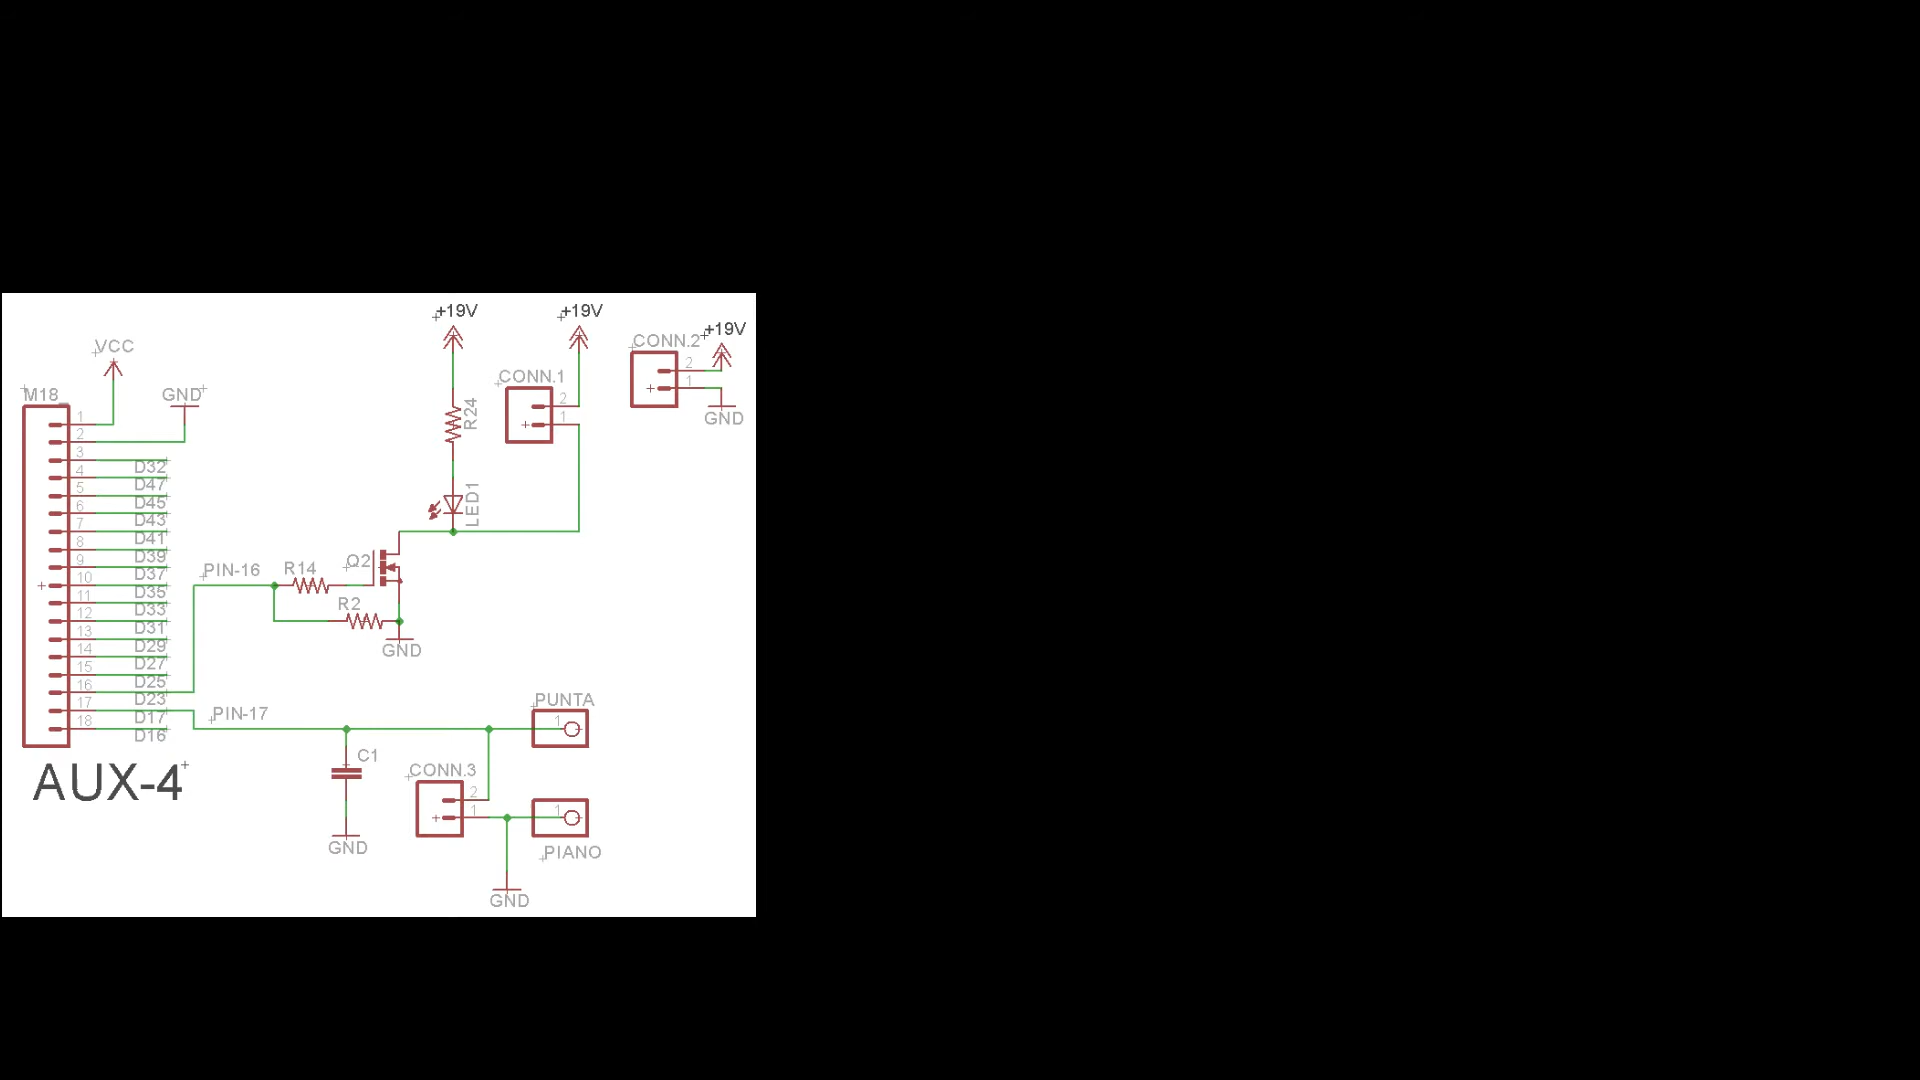 +19V
+19V
+19V
CONN.2
2
1
GND
VCC
CONN.1
2
1
M18
GND
R24
LED1
1
2
3
D32
4
D47
5
D45
6
D43
7
D41
8
D39
9
D37
10
D35
11
D33
12
D31
13
D29
14
D27
15
D25
16
D23
17
D17
18
D16
AUX-4
PIN-16
R14
Q2
R2
GND
PIN-17
PUNTA
1
C1
GND
CONN.3
2
1
1
PIANO
GND